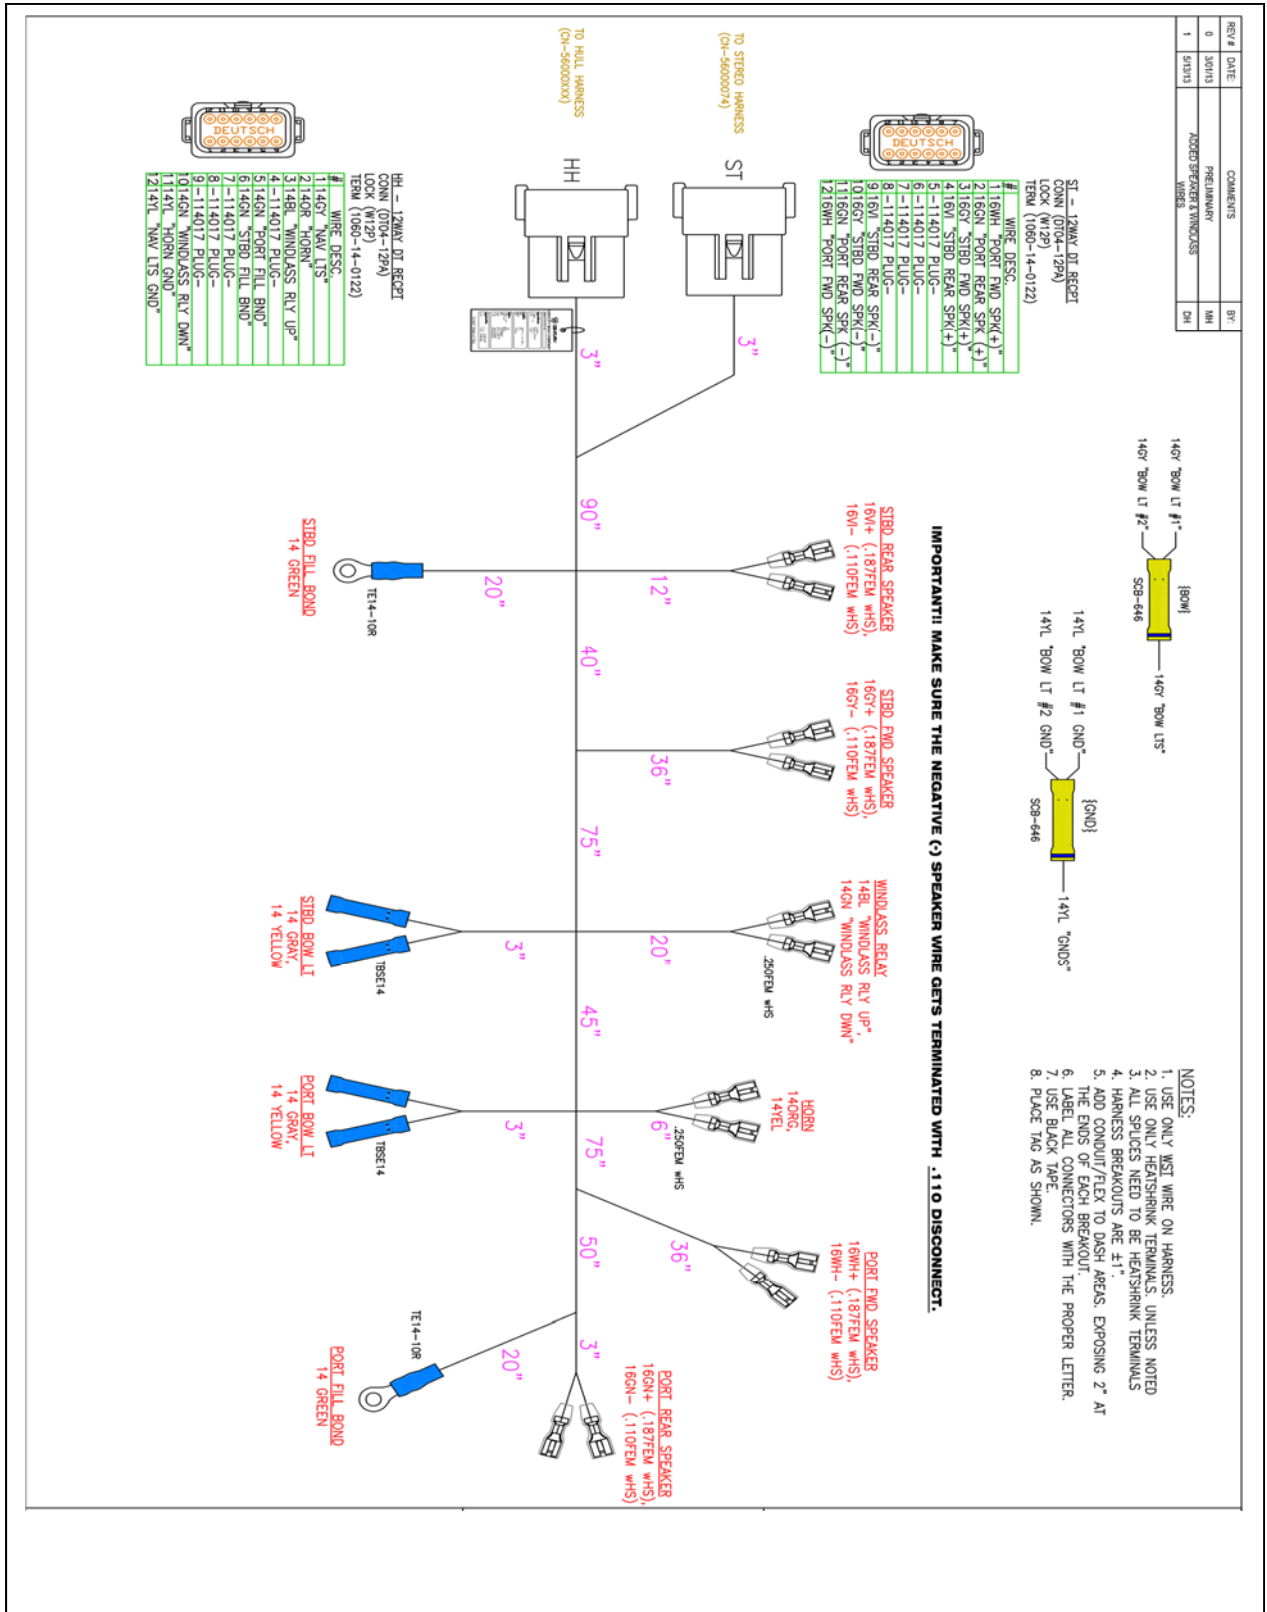 REV# DATE: COMMENTS BY:
0 3/01/13 PRELIMINARY MH
1 5/13/13 ADDED SPEAKER & WINDLASS WIRES DH
14GY "BOW LT #1"
14GY "BOW LT #2"
{BOW}
SCB-646
14GY "BOW LTS"
14YL "BOW LT #1 GND"
14YL "BOW LT #2 GND"
{GND}
SCB-646
14YL "GNDS"
NOTES:
1. USE ONLY WST WIRE ON HARNESS.
2. USE ONLY HEATSHRINK TERMINALS. UNLESS NOTED
3. ALL SPLICES NEED TO BE HEATSHRINK TERMINALS
4. HARNESS BREAKOUTS ARE ±1".
5. ADD CONDUIT/FLEX TO DASH AREAS. EXPOSING 2" AT
THE ENDS OF EACH BREAKOUT.
6. LABEL ALL CONNECTORS WITH THE PROPER LETTER.
7. USE BLACK TAPE.
8. PLACE TAG AS SHOWN.
DEUTSCH
ST - 12WAY DT RECPT
CONN (DT04-12PA)
LOCK (W12P)
TERM (1060-14-0122)
# WIRE DESC.
1 16WH "PORT FWD SPK(+)"
2 16GN "PORT REAR SPK (+)"
3 16GY "STBD FWD SPK(+)"
4 16VI "STBD REAR SPK(+)"
5 -114017 PLUG-
6 -114017 PLUG-
7 -114017 PLUG-
8 -114017 PLUG-
9 16VI "STBD REAR SPK(-)"
10 16GY "STBD FWD SPK(-)"
11 16GN "PORT REAR SPK (-)"
12 16WH "PORT FWD SPK(-)"
IMPORTANT!! MAKE SURE THE NEGATIVE (-) SPEAKER WIRE GETS TERMINATED WITH .110 DISCONNECT.
TO STEREO HARNESS
(CN-56000074)
ST
3"
TO HULL HARNESS
(CN-56000XXX)
HH
3"
90"
40"
75"
45"
75"
50"
3"
STBD REAR SPEAKER
16VI+ (.187FEM wHS),
16VI- (.110FEM wHS)
12"
STBD FWD SPEAKER
16GY+ (.187FEM wHS),
16GY- (.110FEM wHS)
36"
WINDLASS RELAY
14BL "WINDLASS RLY UP",
14GN "WINDLASS RLY DWN"
.250FEM wHS
20"
HORN
14ORG,
14YEL
.250FEM wHS
6"
PORT FWD SPEAKER
16WH+ (.187FEM wHS),
16WH- (.110FEM wHS)
36"
PORT REAR SPEAKER
16GN+ (.187FEM wHS),
16GN- (.110FEM wHS)
20"
TE14-10R
STBD FILL BOND
14 GREEN
3"
TBSE14
STBD BOW LT
14 GRAY,
14 YELLOW
3"
TBSE14
PORT BOW LT
14 GRAY,
14 YELLOW
20"
TE14-10R
PORT FILL BOND
14 GREEN
DEUTSCH
HH - 12WAY DT RECPT
CONN (DT04-12PA)
LOCK (W12P)
TERM (1060-14-0122)
# WIRE DESC.
1 14GY "NAV LTS"
2 14OR "HORN"
3 14BL "WINDLASS RLY UP"
4 -114017 PLUG-
5 14GN "PORT FILL BND"
6 14GN "STBD FILL BND"
7 -114017 PLUG-
8 -114017 PLUG-
9 -114017 PLUG-
10 14GN "WINDLASS RLY DWN"
11 14YL "HORN GND"
12 14YL "NAV LTS GND"